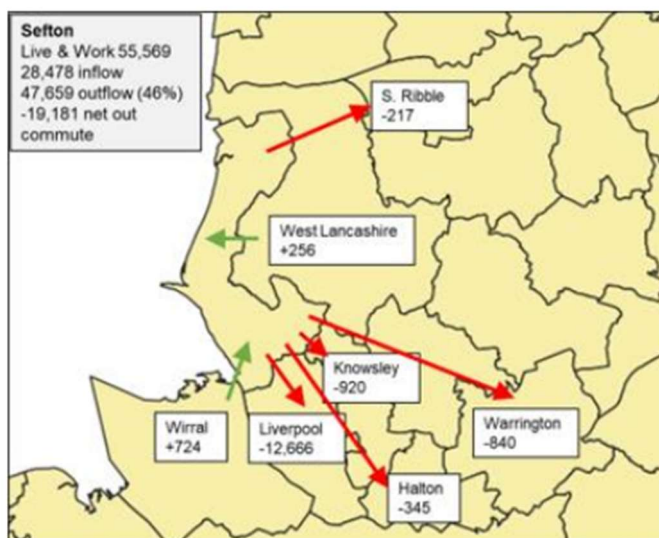 Sefton
Live & Work 55,569
28,478 inflow
47,659 outflow (46%)
-19,181 net out
commute
S. Ribble
-217
West Lancashire
+256
Knowsley
-920
Wirral
+724
Liverpool
-12,666
Warrington
-840
Halton
-345